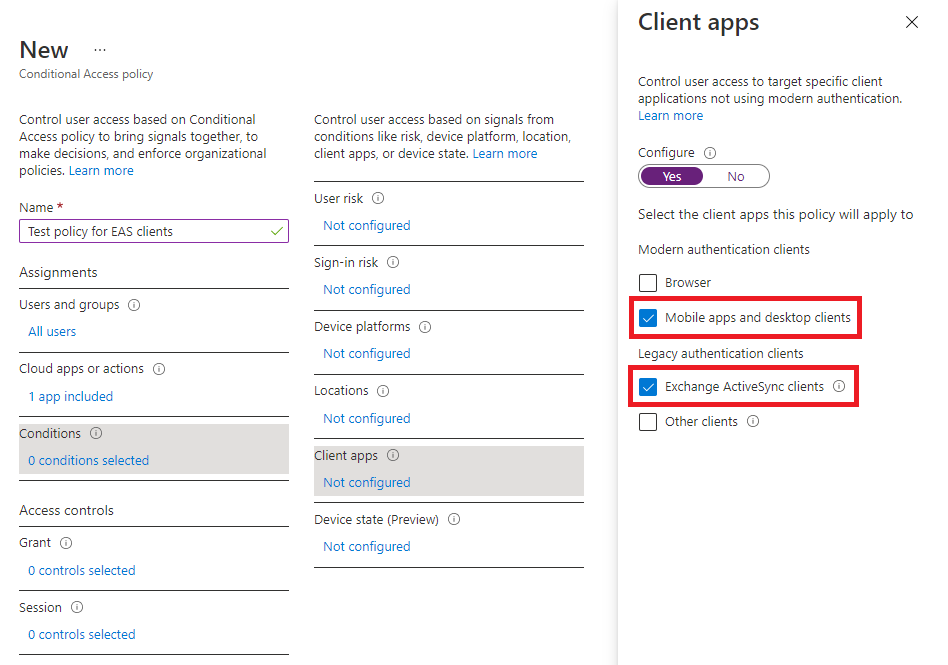 New ...
Conditional Access policy
Control user access based on Conditional
Access policy to bring signals together, to
make decisions, and enforce organizational
policies. Learn more
Name *
Test policy for EAS clients
Assignments
Users and groups
All users
Cloud apps or actions
1 app included
Conditions
0 conditions selected
Access controls
Grant
0 controls selected
Session
0 controls selected
Control user access based on signals from
conditions like risk, device platform, location,
client apps, or device state. Learn more
User risk
Not configured
Sign-in risk
Not configured
Device platforms
Not configured
Locations
Not configured
Client apps
Not configured
Device state (Preview)
Not configured
Client apps
Control user access to target specific client
applications not using modern authentication.
Learn more
Configure
Yes No
Select the client apps this policy will apply to
Modern authentication clients
Browser
Mobile apps and desktop clients
Legacy authentication clients
Exchange ActiveSync clients
Other clients